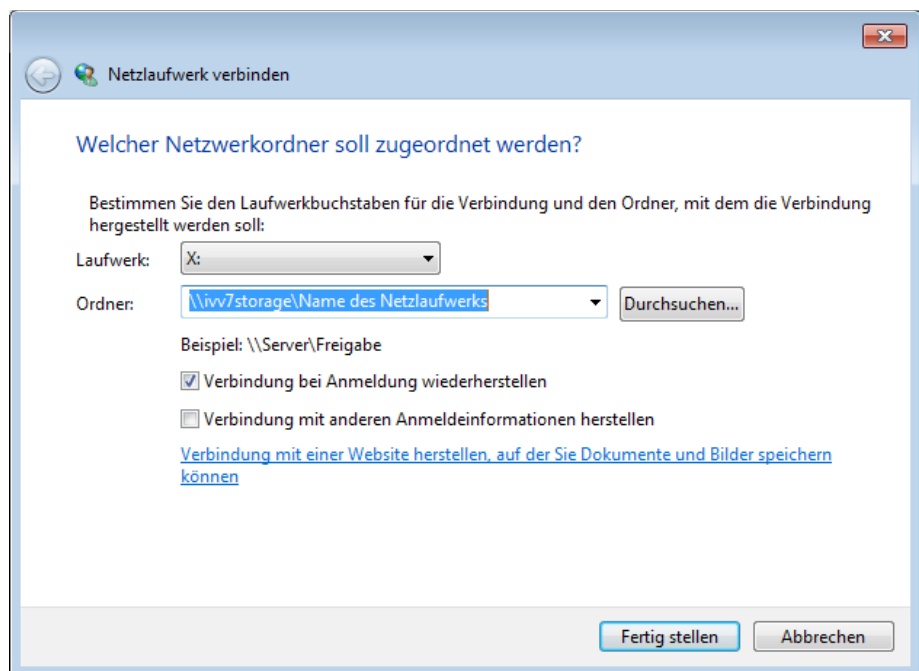 Netzlaufwerk verbinden
Welcher Netzwerkordner soll zugeordnet werden?
Bestimmen Sie den Laufwerkbuchstaben für die Verbindung und den Ordner, mit dem die Verbindung
hergestellt werden soll:
Laufwerk: X:
Ordner: \\ivv7storage\Name des Netzlaufwerks Durchsuchen...
Beispiel: \\Server\Freigabe
Verbindung bei Anmeldung wiederherstellen
Verbindung mit anderen Anmeldeinformationen herstellen
Verbindung mit einer Website herstellen, auf der Sie Dokumente und Bilder speichern
können
Fertig stellen Abbrechen